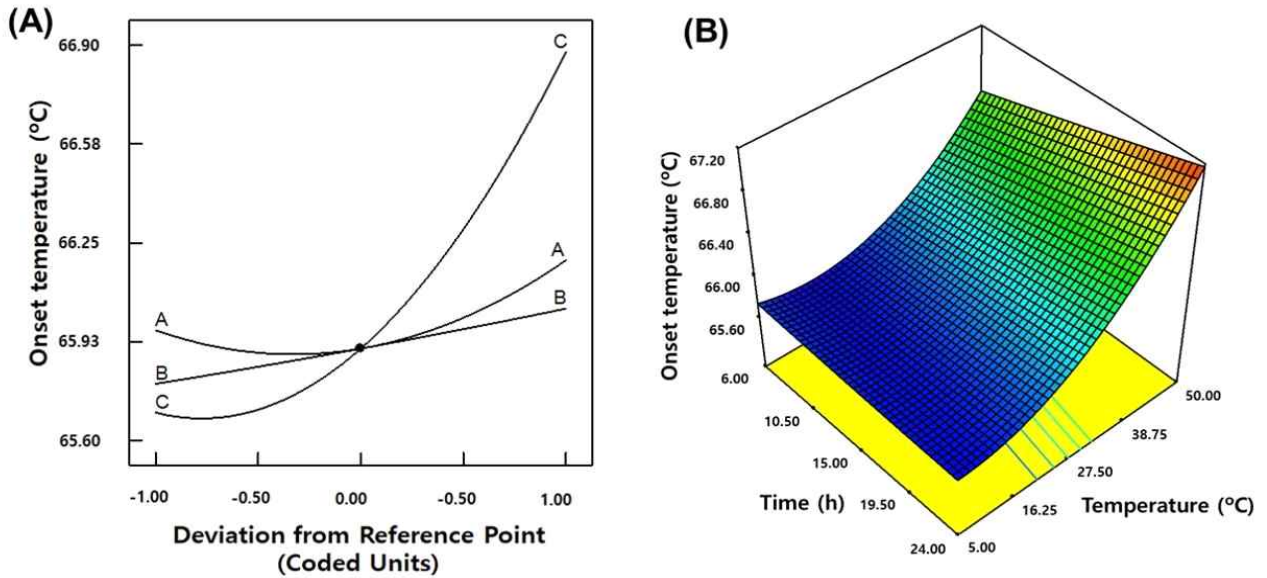 (A)
66.90
66.58
66.25
65.93
65.60
Onset temperature (°C)
A
B
C
C
A
B
-1.00
-0.50
0.00
-0.50
1.00
Deviation from Reference Point
(Coded Units)
(B)
67.20
66.80
66.40
66.00
65.60
Onset temperature (°C)
6.00
10.50
15.00
19.50
24.00
Time (h)
5.00
16.25
27.50
38.75
50.00
Temperature (°C)